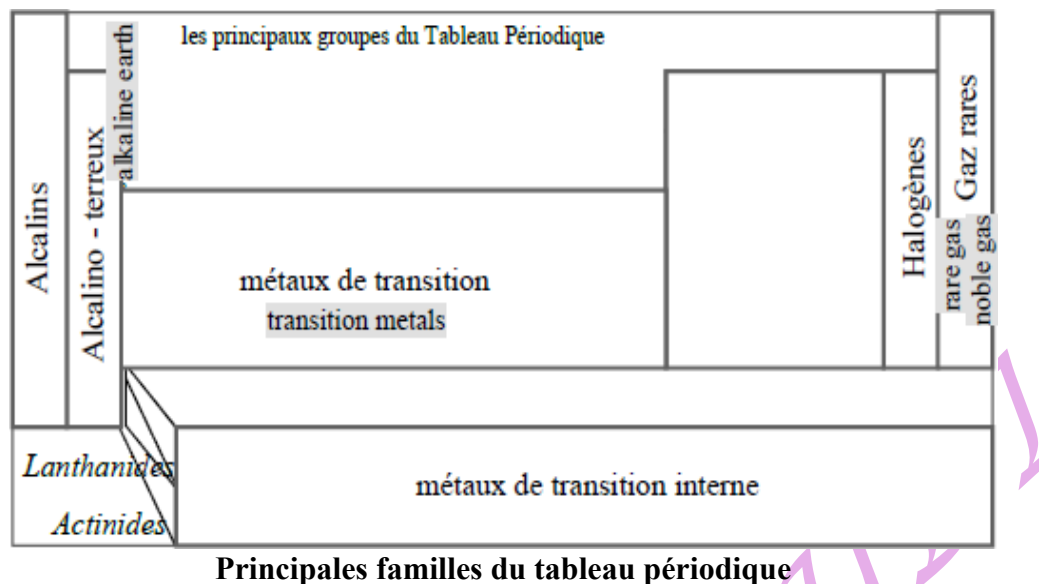 les principaux groupes du Tableau Périodique
Alcalins
Alcalino - terreux
alkaline earth
métaux de transition
transition metals
Halogènes
Gaz rares
rare gas
noble gas
Lanthanides
Actinides
métaux de transition interne
Principales familles du tableau périodique